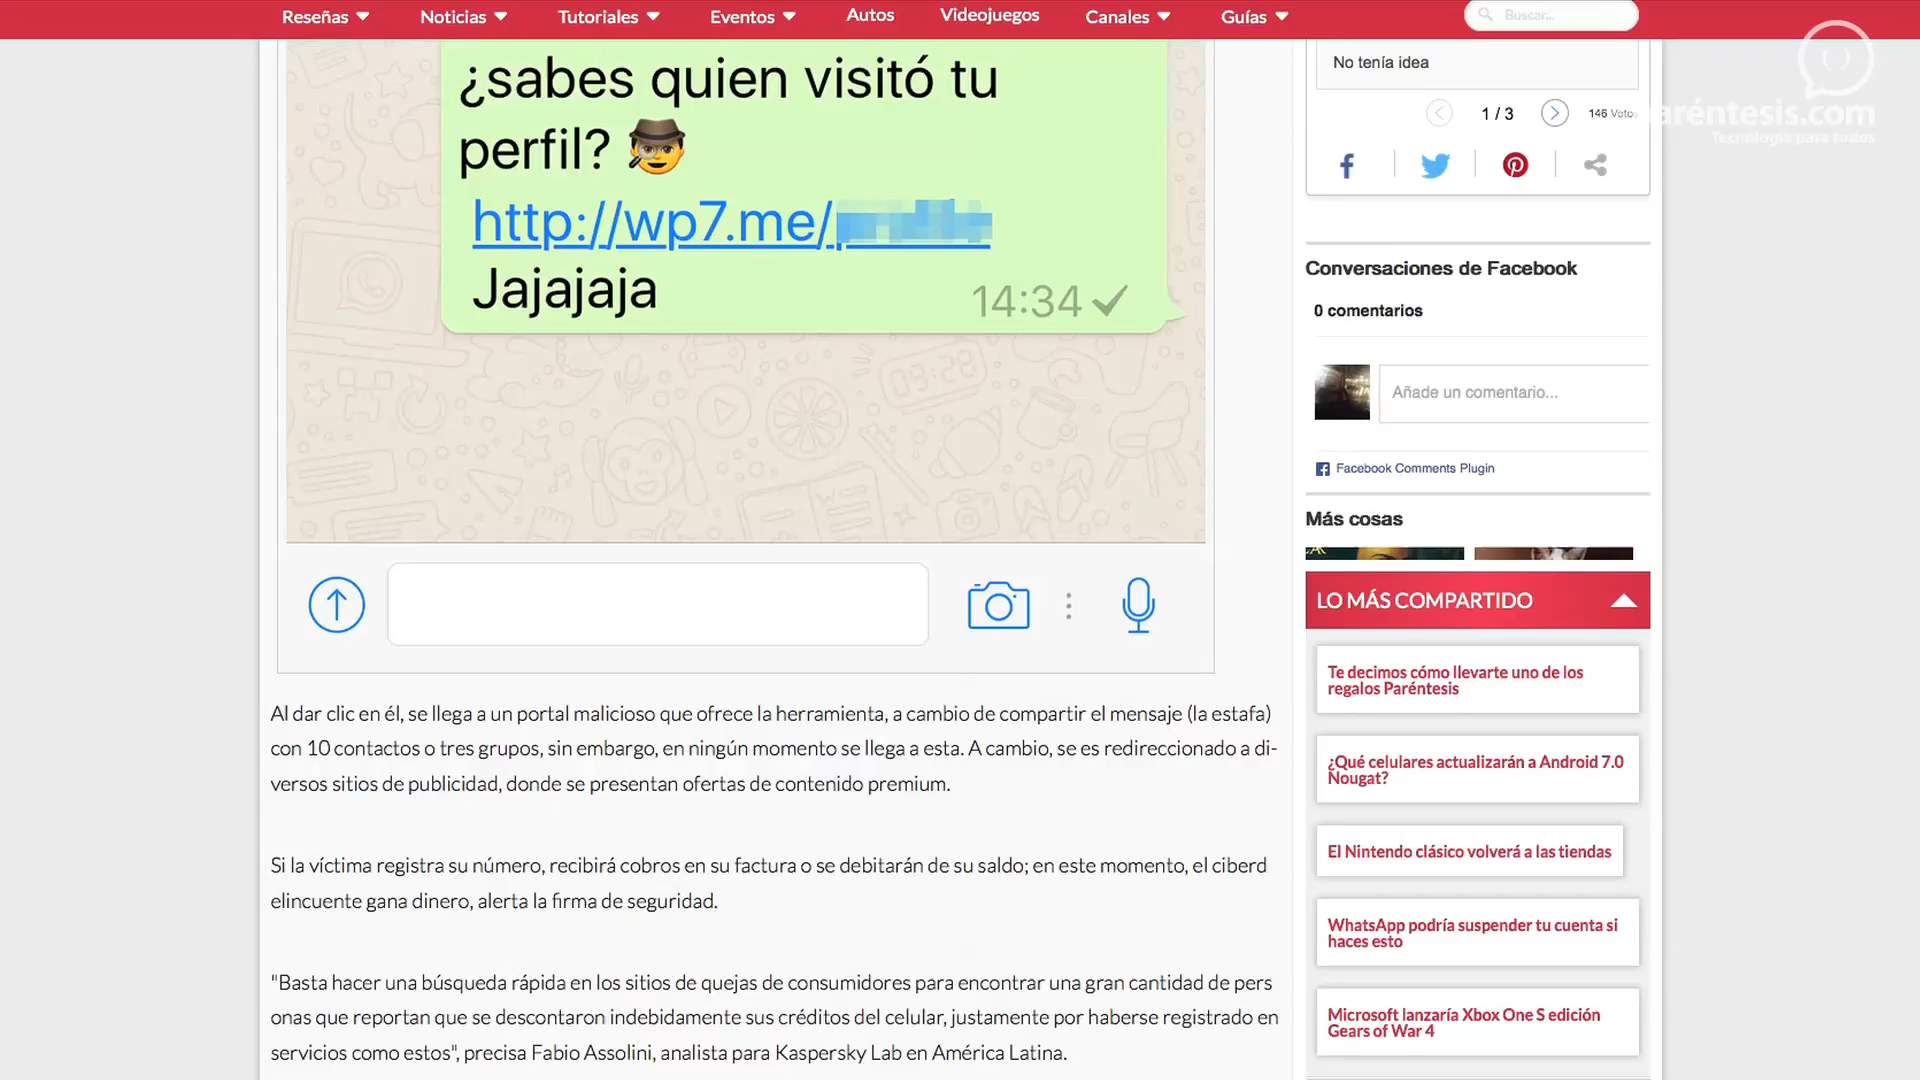 Reseñas
Noticias
Tutoriales
Eventos
Autos
Videojuegos
Canales
Guías
Buscar...
¿sabes quien visitó tu
perfil?
http://wp7.me/
Jajajaja
14:34
Al dar clic en él, se llega a un portal malicioso que ofrece la herramienta, a cambio de compartir el mensaje (la estafa)
con 10 contactos o tres grupos, sin embargo, en ningún momento se llega a esta. A cambio, se es redireccionado a di-
versos sitios de publicidad, donde se presentan ofertas de contenido premium.
Si la víctima registra su número, recibirá cobros en su factura o se debitarán de su saldo; en este momento, el ciberd
elincuente gana dinero, alerta la firma de seguridad.
"Basta hacer una búsqueda rápida en los sitios de quejas de consumidores para encontrar una gran cantidad de pers
onas que reportan que se descontaron indebidamente sus créditos del celular, justamente por haberse registrado en
servicios como estos", precisa Fabio Assolini, analista para Kaspersky Lab en América Latina.
No tenía idea
1 / 3
146 Votos
paréntesis.com
Tecnología para todos
Conversaciones de Facebook
0 comentarios
Añade un comentario...
Facebook Comments Plugin
Más cosas
LO MÁS COMPARTIDO
Te decimos cómo llevarte uno de los
regalos Paréntesis
¿Qué celulares actualizarán a Android 7.0
Nougat?
El Nintendo clásico volverá a las tiendas
WhatsApp podría suspender tu cuenta si
haces esto
Microsoft lanzaría Xbox One S edición
Gears of War 4